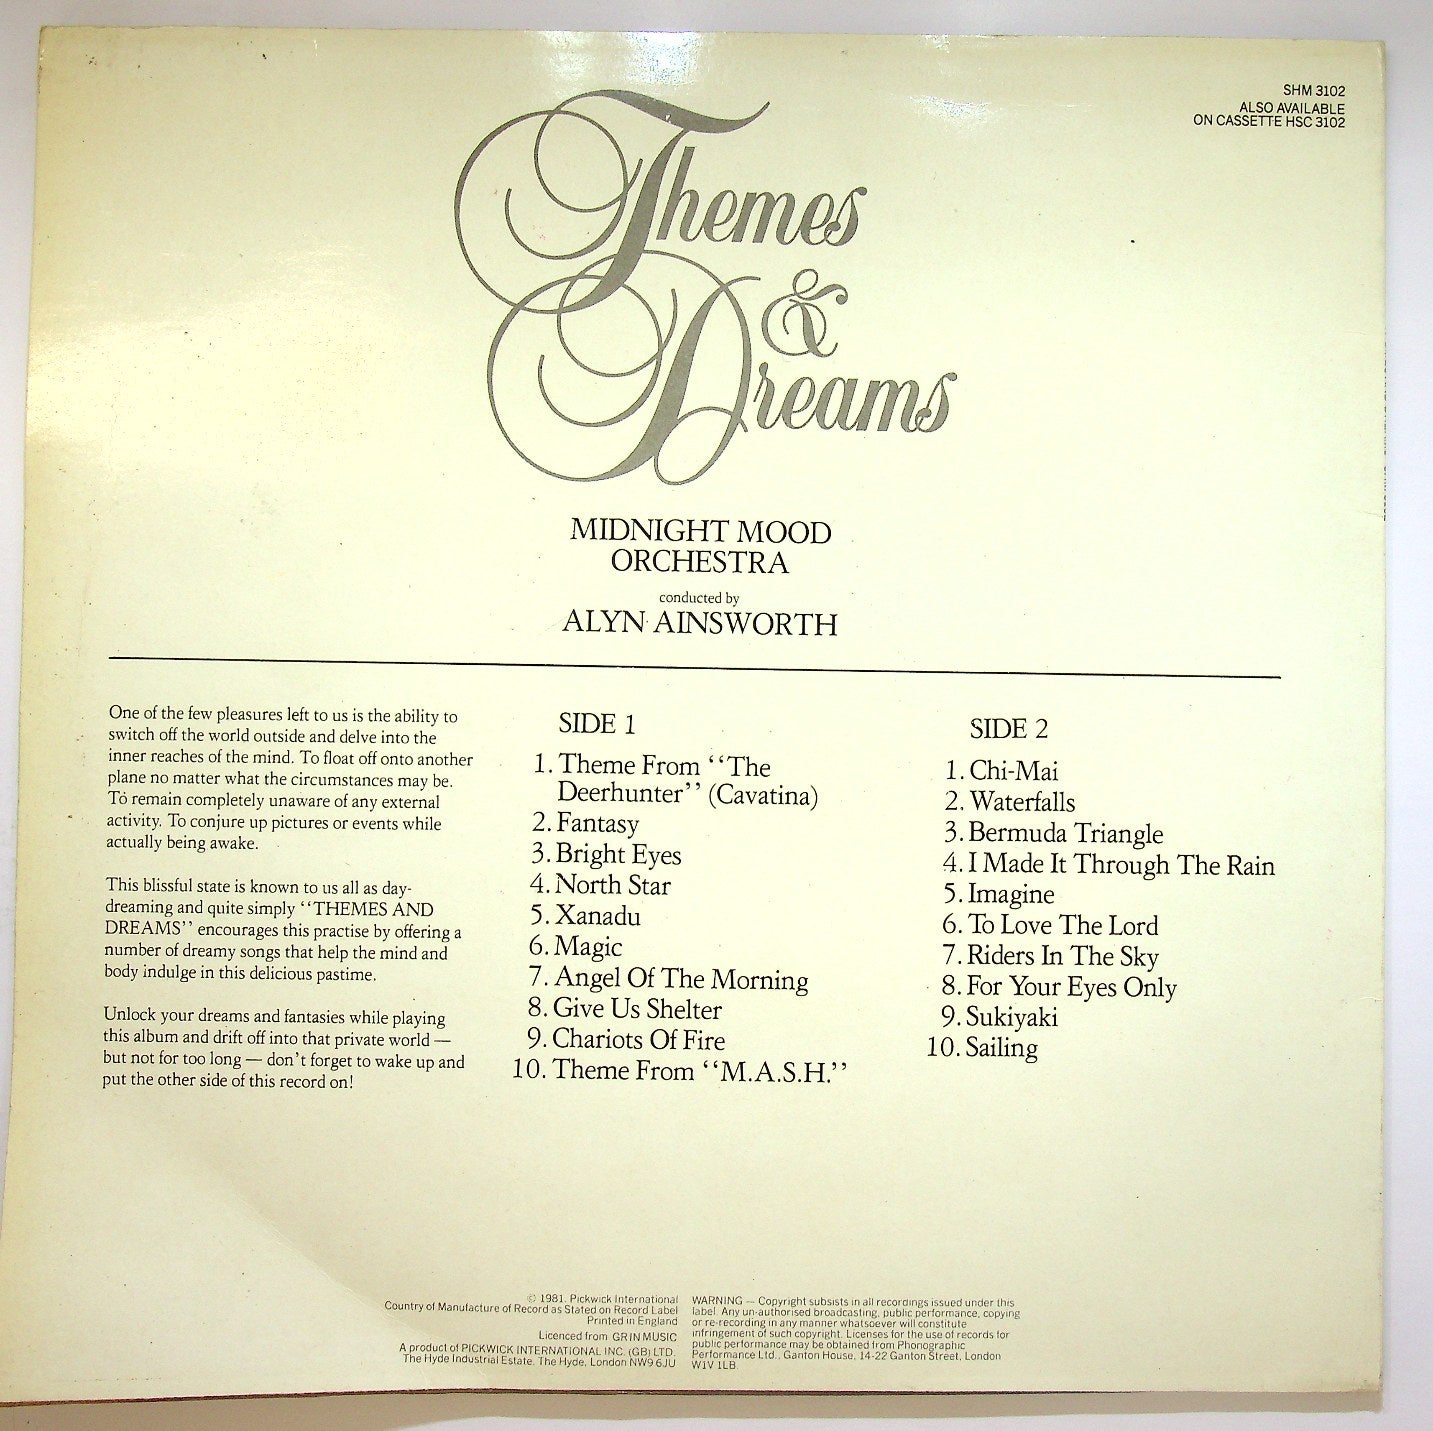 SHM 3102
ALSO AVAILABLE
ON CASSETTE HSC 3102
Themes
&
Dreams
MIDNIGHT MOOD
ORCHESTRA
conducted by
ALYN AINSWORTH
One of the few pleasures left to us is the ability to
switch off the world outside and delve into the
inner reaches of the mind. To float off onto another
plane no matter what the circumstances may be.
To remain completely unaware of any external
activity. To conjure up pictures or events while
actually being awake.
This blissful state is known to us all as day-
dreaming and quite simply ‘‘THEMES AND
DREAMS’’ encourages this practise by offering a
number of dreamy songs that help the mind and
body indulge in this delicious pastime.
Unlock your dreams and fantasies while playing
this album and drift off into that private world —
but not for too long — don't forget to wake up and
put the other side of this record on!
SIDE 1
1. Theme From ‘‘The
Deerhunter’’ (Cavatina)
2. Fantasy
3. Bright Eyes
4. North Star
5. Xanadu
6. Magic
7. Angel Of The Morning
8. Give Us Shelter
9. Chariots Of Fire
10. Theme From ‘‘M.A.S.H.’’
SIDE 2
1. Chi-Mai
2. Waterfalls
3. Bermuda Triangle
4. I Made It Through The Rain
5. Imagine
6. To Love The Lord
7. Riders In The Sky
8. For Your Eyes Only
9. Sukiyaki
10. Sailing
© 1981. Pickwick International
Country of Manufacture of Record as Stated on Record Label
Printed in England
Licenced from GRIN MUSIC
A product of PICKWICK INTERNATIONAL INC. (GB) LTD.
The Hyde Industrial Estate. The Hyde, London NW9 6JU
WARNING — Copyright subsists in all recordings issued under this
label. Any un-authorised broadcasting, public performance, copying
or re-recording in any manner whatsoever will constitute
infringement of such copyright. Licenses for the use of records for
public performance may be obtained from Phonographic
Performance Ltd., Ganton House, 14-22 Ganton Street, London
W1V 1LB.